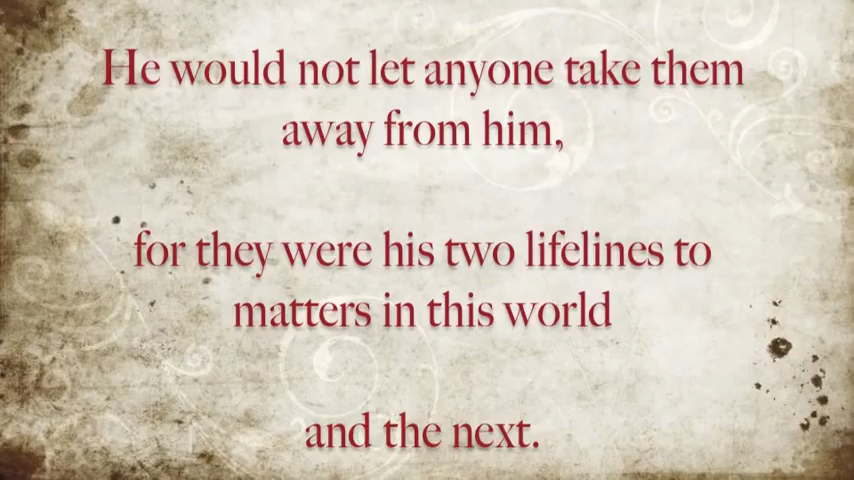 He would not let anyone take them
away from him,
for they were his two lifelines to
matters in this world
and the next.